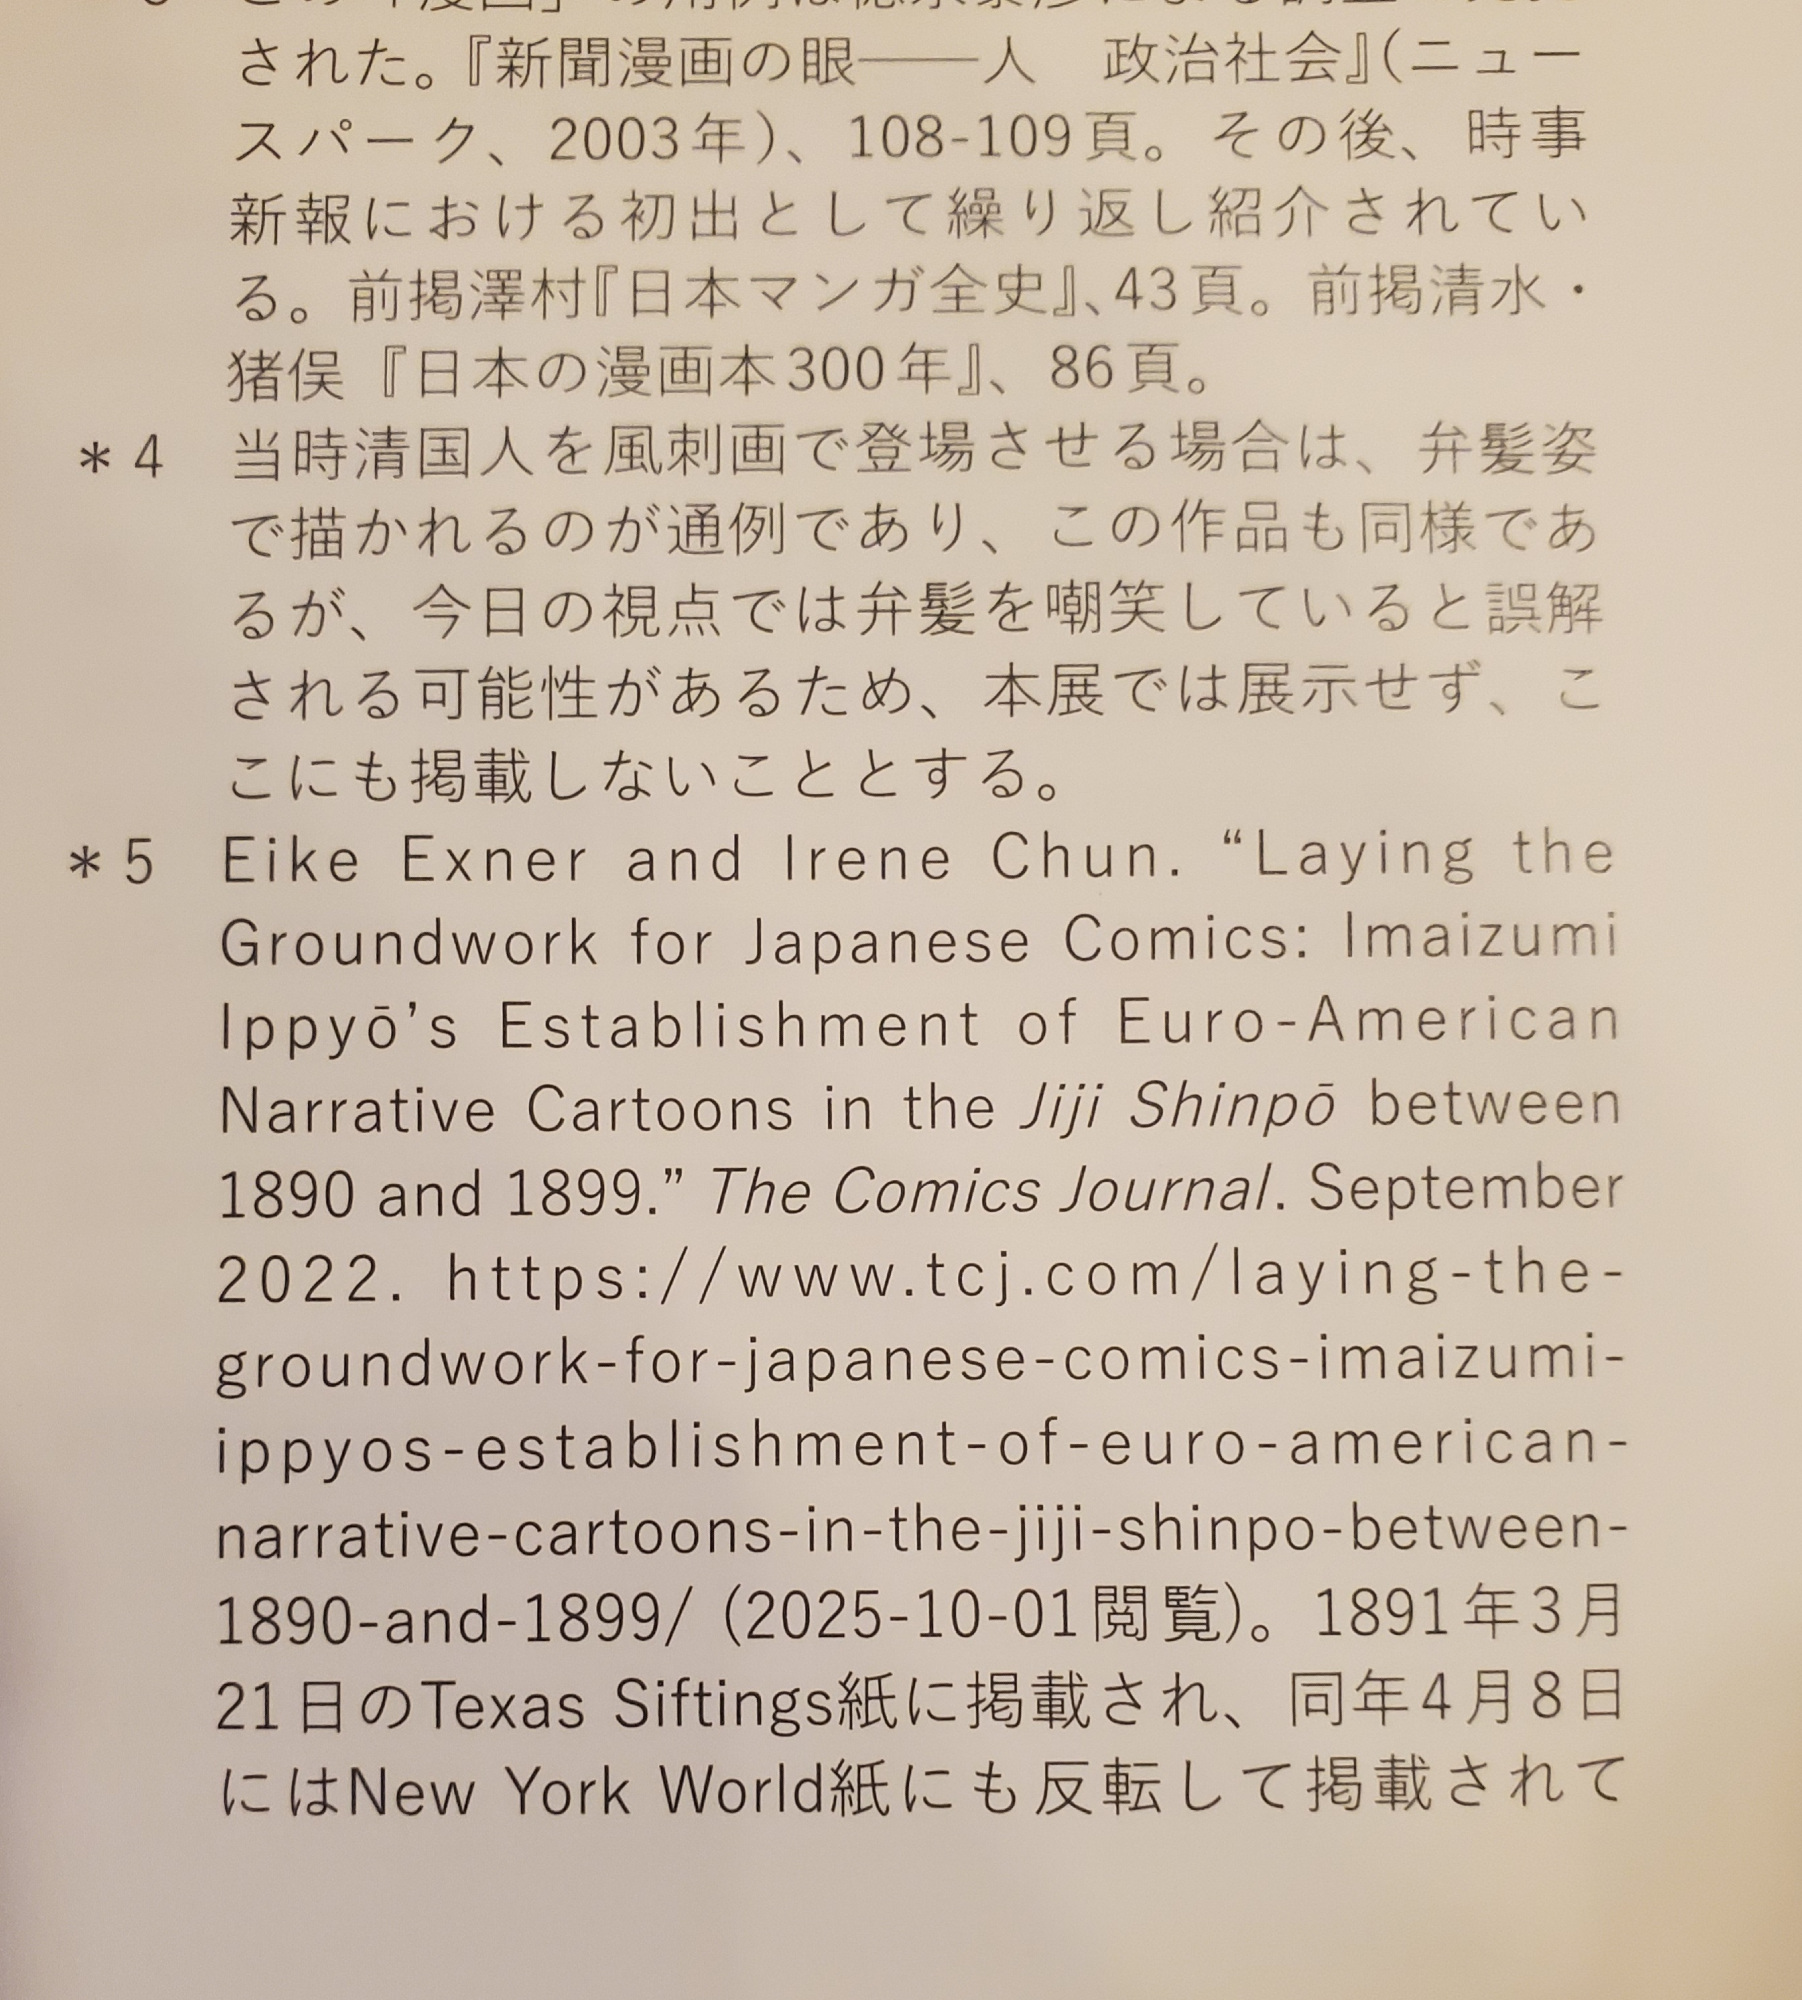 された。『新聞漫画の眼――人　政治社会』（ニュー
スパーク、2003年）、108-109頁。その後、時事
新報における初出として繰り返し紹介されてい
る。前掲澤村『日本マンガ全史』、43頁。前掲清水・
猪俣『日本の漫画本300年』、86頁。
＊4 当時清国人を風刺画で登場させる場合は、弁髪姿
で描かれるのが通例であり、この作品も同様であ
るが、今日の視点では弁髪を嘲笑していると誤解
される可能性があるため、本展では展示せず、こ
こにも掲載しないこととする。
＊5 Eike Exner and Irene Chun. “Laying the
Groundwork for Japanese Comics: Imaizumi
Ippyō’s Establishment of Euro-American
Narrative Cartoons in the Jiji Shinpō between
1890 and 1899.” The Comics Journal. September
2022. https://www.tcj.com/laying-the-
groundwork-for-japanese-comics-imaizumi-
ippyos-establishment-of-euro-american-
narrative-cartoons-in-the-jiji-shinpo-between-
1890-and-1899/（2025-10-01閲覧）。1891年3月
21日のTexas Siftings紙に掲載され、同年4月8日
にはNew York World紙にも反転して掲載されて